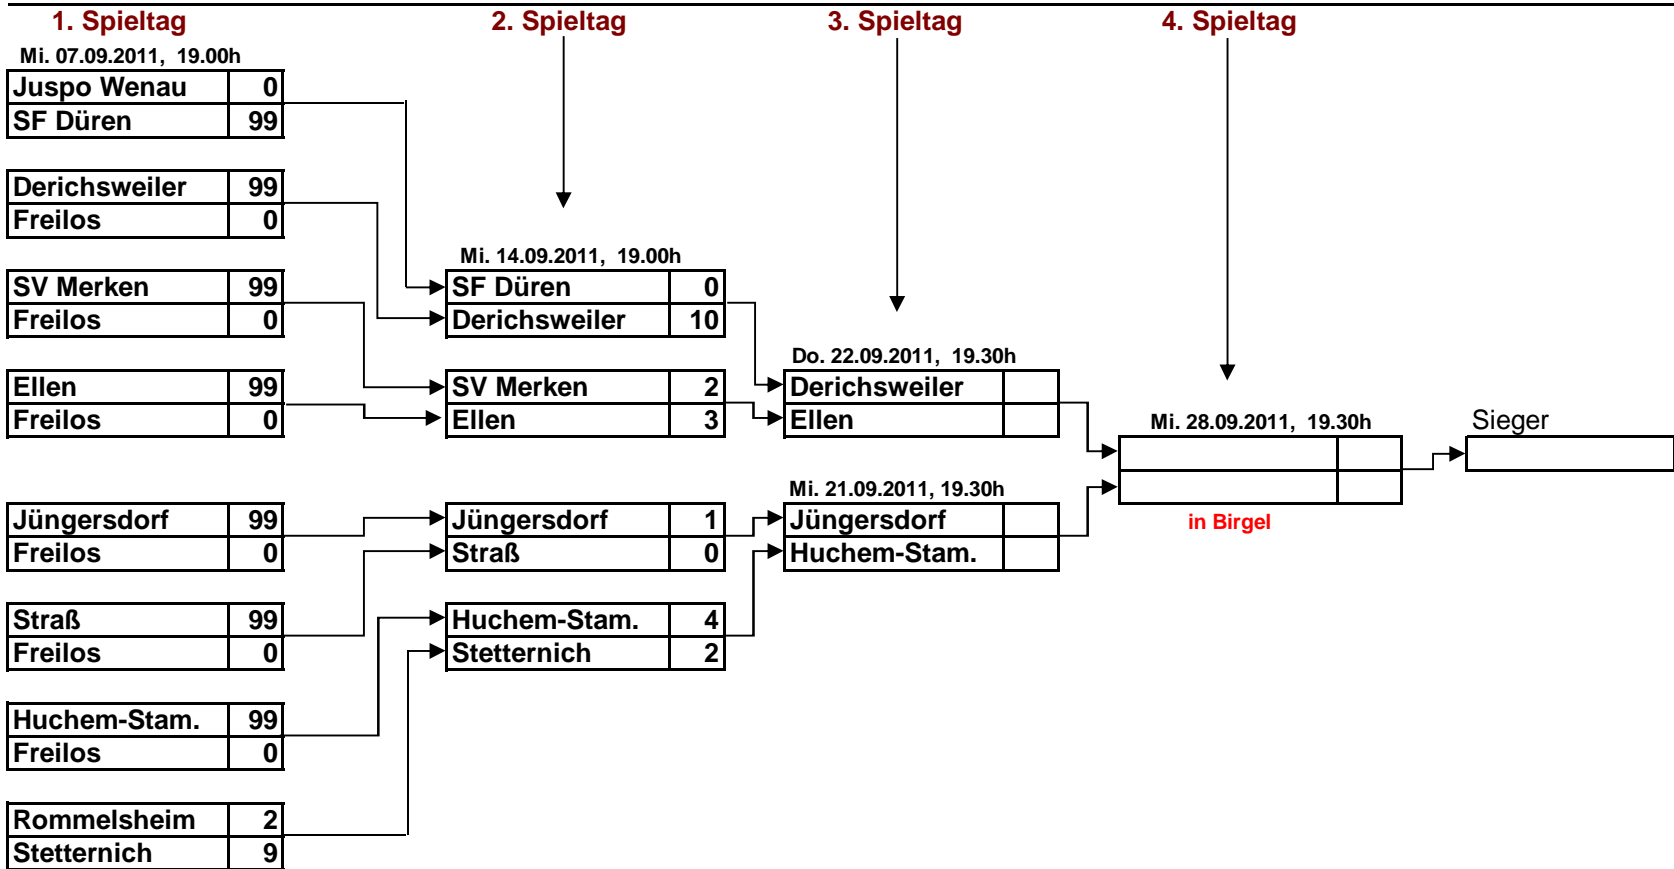 1. Spieltag 2. Spieltag 3. Spieltag 4. Spieltag
Mi. 07.09.2011, 19.00h
Juspo Wenau 0
SF Düren 99
Derichsweiler 99
Freilos 0
SV Merken 99
Freilos 0
Ellen 99
Freilos 0
Jüngersdorf 99
Freilos 0
Straß 99
Freilos 0
Huchem-Stam. 99
Freilos 0
Rommelsheim 2
Stetternich 9
Mi. 14.09.2011, 19.00h
SF Düren 0
Derichsweiler 10
SV Merken 2
Ellen 3
Jüngersdorf 1
Straß 0
Huchem-Stam. 4
Stetternich 2
Do. 22.09.2011, 19.30h
Derichsweiler
Ellen
Mi. 21.09.2011, 19.30h
Jüngersdorf
Huchem-Stam.
Mi. 28.09.2011, 19.30h
in Birgel
Sieger